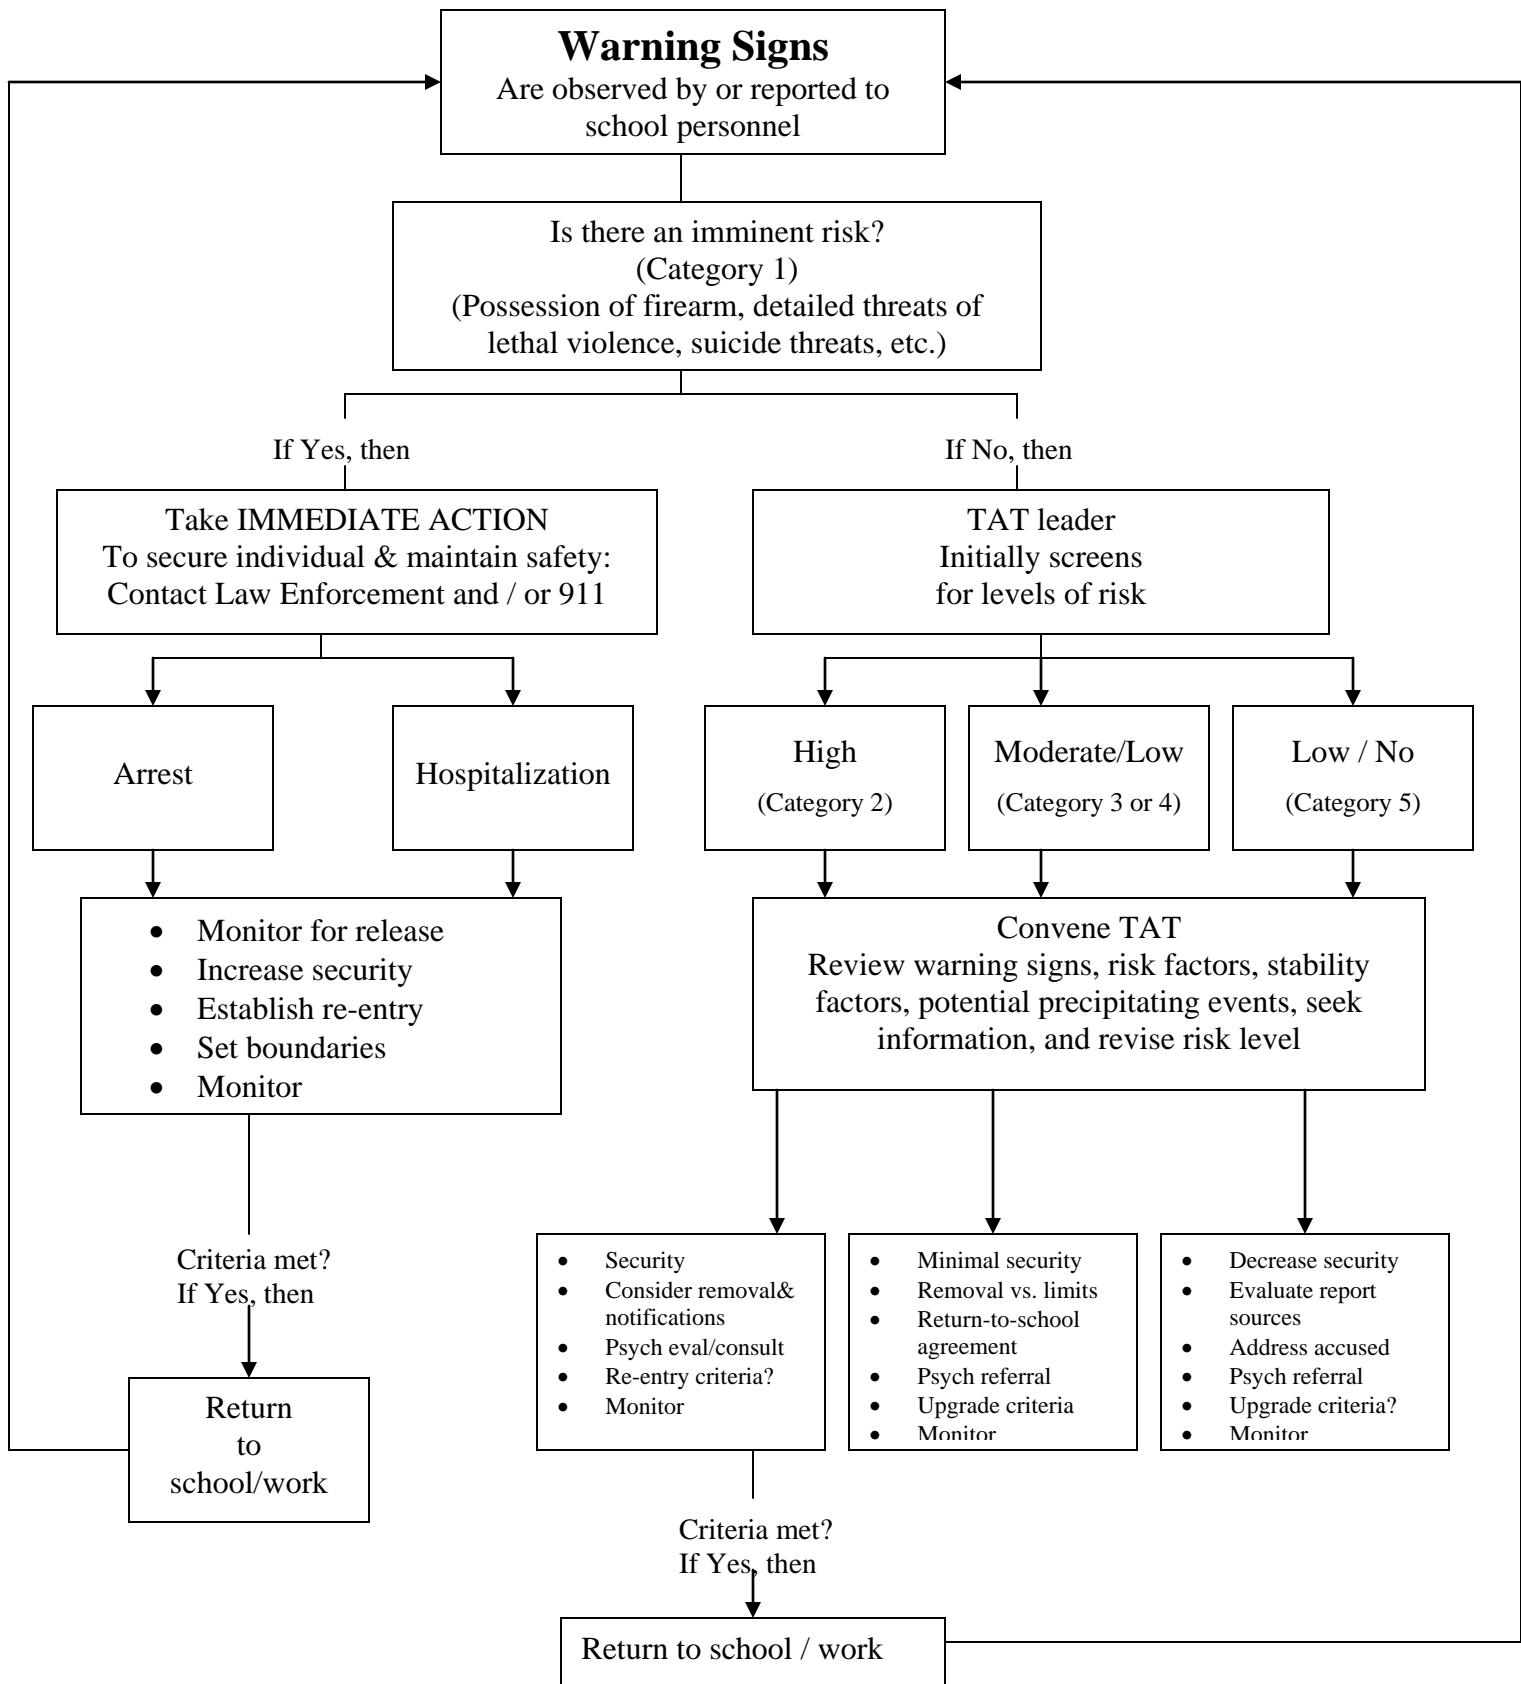 Warning Signs
Are observed by or reported to
school personnel
Is there an imminent risk?
(Category 1)
(Possession of firearm, detailed threats of
lethal violence, suicide threats, etc.)
If Yes, then
If No, then
Take IMMEDIATE ACTION
To secure individual & maintain safety:
Contact Law Enforcement and / or 911
TAT leader
Initially screens
for levels of risk
Arrest
Hospitalization
High
(Category 2)
Moderate/Low
(Category 3 or 4)
Low / No
(Category 5)
• Monitor for release
• Increase security
• Establish re-entry
• Set boundaries
• Monitor
Convene TAT
Review warning signs, risk factors, stability
factors, potential precipitating events, seek
information, and revise risk level
Criteria met?
If Yes, then
Return
to
school/work
• Security
• Consider removal&
notifications
• Psych eval/consult
• Re-entry criteria?
• Monitor
• Minimal security
• Removal vs. limits
• Return-to-school
agreement
• Psych referral
• Upgrade criteria
• Monitor
• Decrease security
• Evaluate report
sources
• Address accused
• Psych referral
• Upgrade criteria?
• Monitor
Criteria met?
If Yes, then
Return to school / work